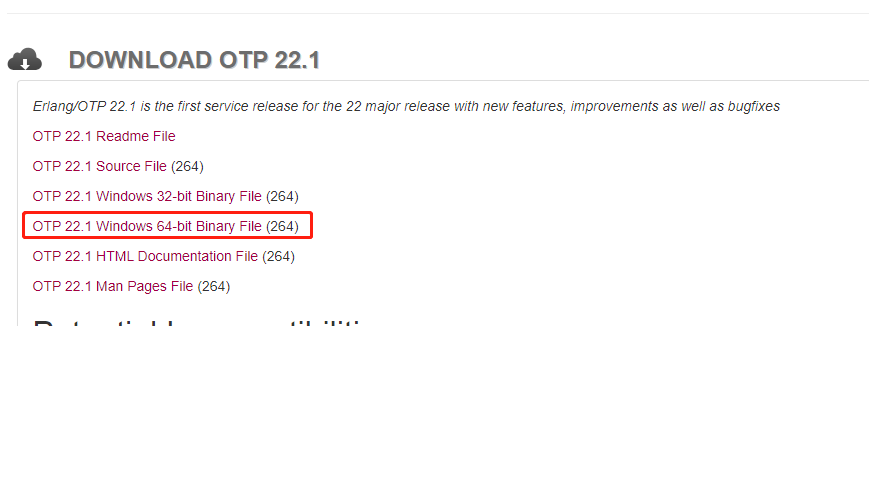 DOWNLOAD OTP 22.1
Erlang/OTP 22.1 is the first service release for the 22 major release with new features, improvements as well as bugfixes
OTP 22.1 Readme File
OTP 22.1 Source File (264)
OTP 22.1 Windows 32-bit Binary File (264)
OTP 22.1 Windows 64-bit Binary File (264)
OTP 22.1 HTML Documentation File (264)
OTP 22.1 Man Pages File (264)